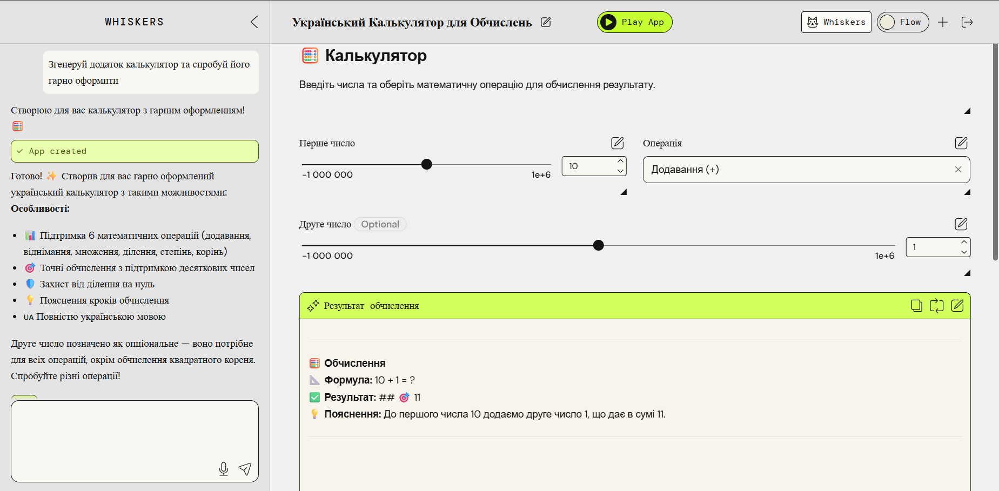 WHISKERS
Згенеруй додаток калькулятор та спробуй його
гарно оформити
Створюю для вас калькулятор з гарним оформленням!
🧮
✓ App created
Готово! ✨ Створив для вас гарно оформлений
український калькулятор з такими можливостями:
Особливості:
• 📊 Підтримка 6 математичних операцій (додавання,
віднімання, множення, ділення, степінь, корінь)
• 🎯 Точні обчислення з підтримкою десяткових чисел
• 🛡️ Захист від ділення на нуль
• 💡 Пояснення кроків обчислення
• UA Повністю українською мовою
Друге число позначено як опціональне — воно потрібне
для всіх операцій, окрім обчислення квадратного кореня.
Спробуйте різні операції!
Український Калькулятор для Обчислень
Play App
Whiskers
Flow
🧮 Калькулятор
Введіть числа та оберіть математичну операцію для обчислення результату.
Перше число
-1 000 000
1e+6
10
Операція
Додавання (+)
Друге число Optional
-1 000 000
1e+6
1
Результат обчислення
🧮 Обчислення
📐 Формула: 10 + 1 = ?
✅ Результат: ## 🎯 11
💡 Пояснення: До першого числа 10 додаємо друге число 1, що дає в сумі 11.